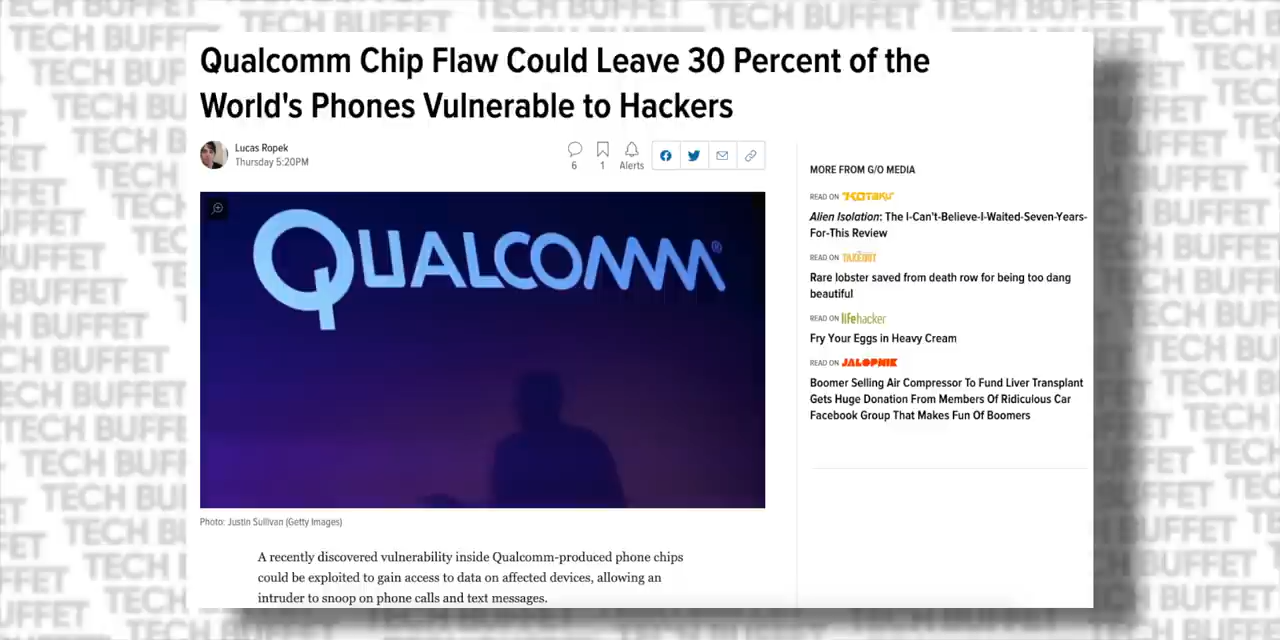 Qualcomm Chip Flaw Could Leave 30 Percent of the
World's Phones Vulnerable to Hackers
Lucas Ropek
Thursday 5:20PM
6
1
Alerts
QUALCOMM®
Photo: Justin Sullivan (Getty Images)
A recently discovered vulnerability inside Qualcomm-produced phone chips
could be exploited to gain access to data on affected devices, allowing an
intruder to snoop on phone calls and text messages.
MORE FROM G/O MEDIA
READ ON KOTAKU
Alien Isolation: The I-Can't-Believe-I-Waited-Seven-Years-
For-This Review
READ ON
Rare lobster saved from death row for being too dang
beautiful
READ ON lifehacker
Fry Your Eggs in Heavy Cream
READ ON JALOPNIK
Boomer Selling Air Compressor To Fund Liver Transplant
Gets Huge Donation From Members Of Ridiculous Car
Facebook Group That Makes Fun Of Boomers
TECH BUFFET